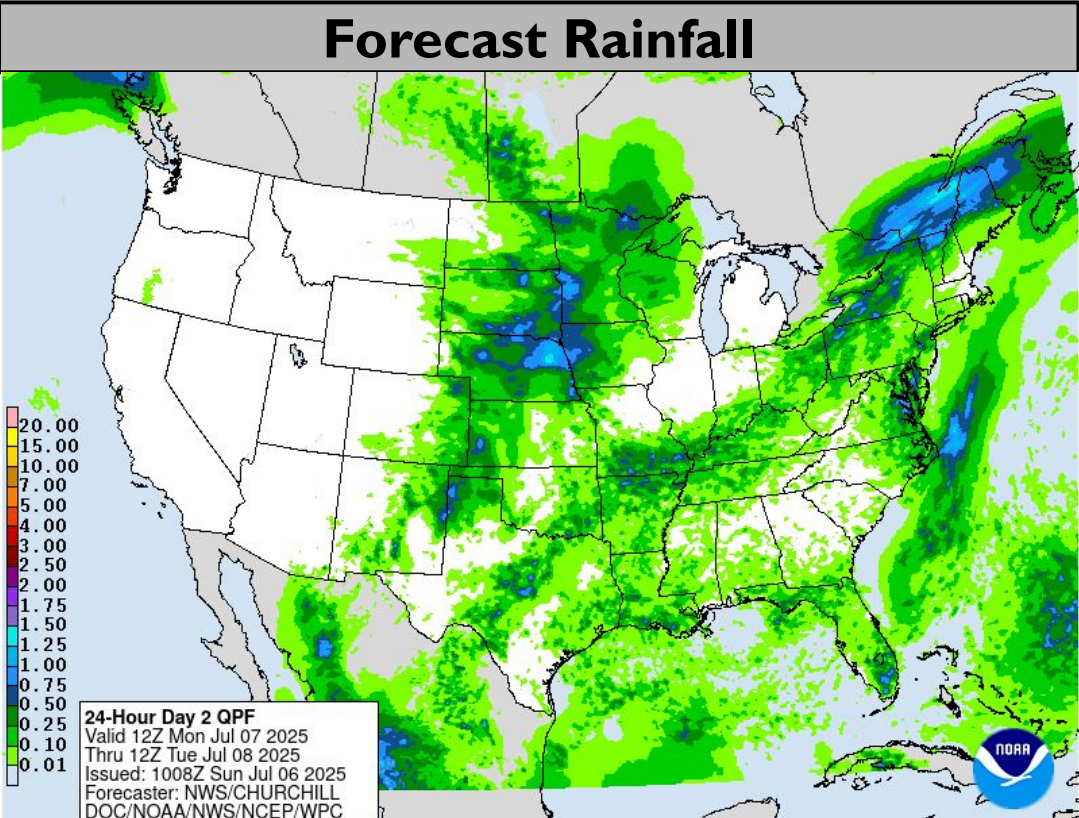 Forecast Rainfall
20.00
15.00
10.00
7.00
5.00
4.00
3.00
2.50
2.00
1.75
1.50
1.25
1.00
0.75
0.50
0.25
0.10
0.01
24-Hour Day 2 QPF
Valid 12Z Mon Jul 07 2025
Thru 12Z Tue Jul 08 2025
Issued: 1008Z Sun Jul 06 2025
Forecaster: NWS/CHURCHILL
DOC/NOAA/NWS/NCEP/WPC
NOAA